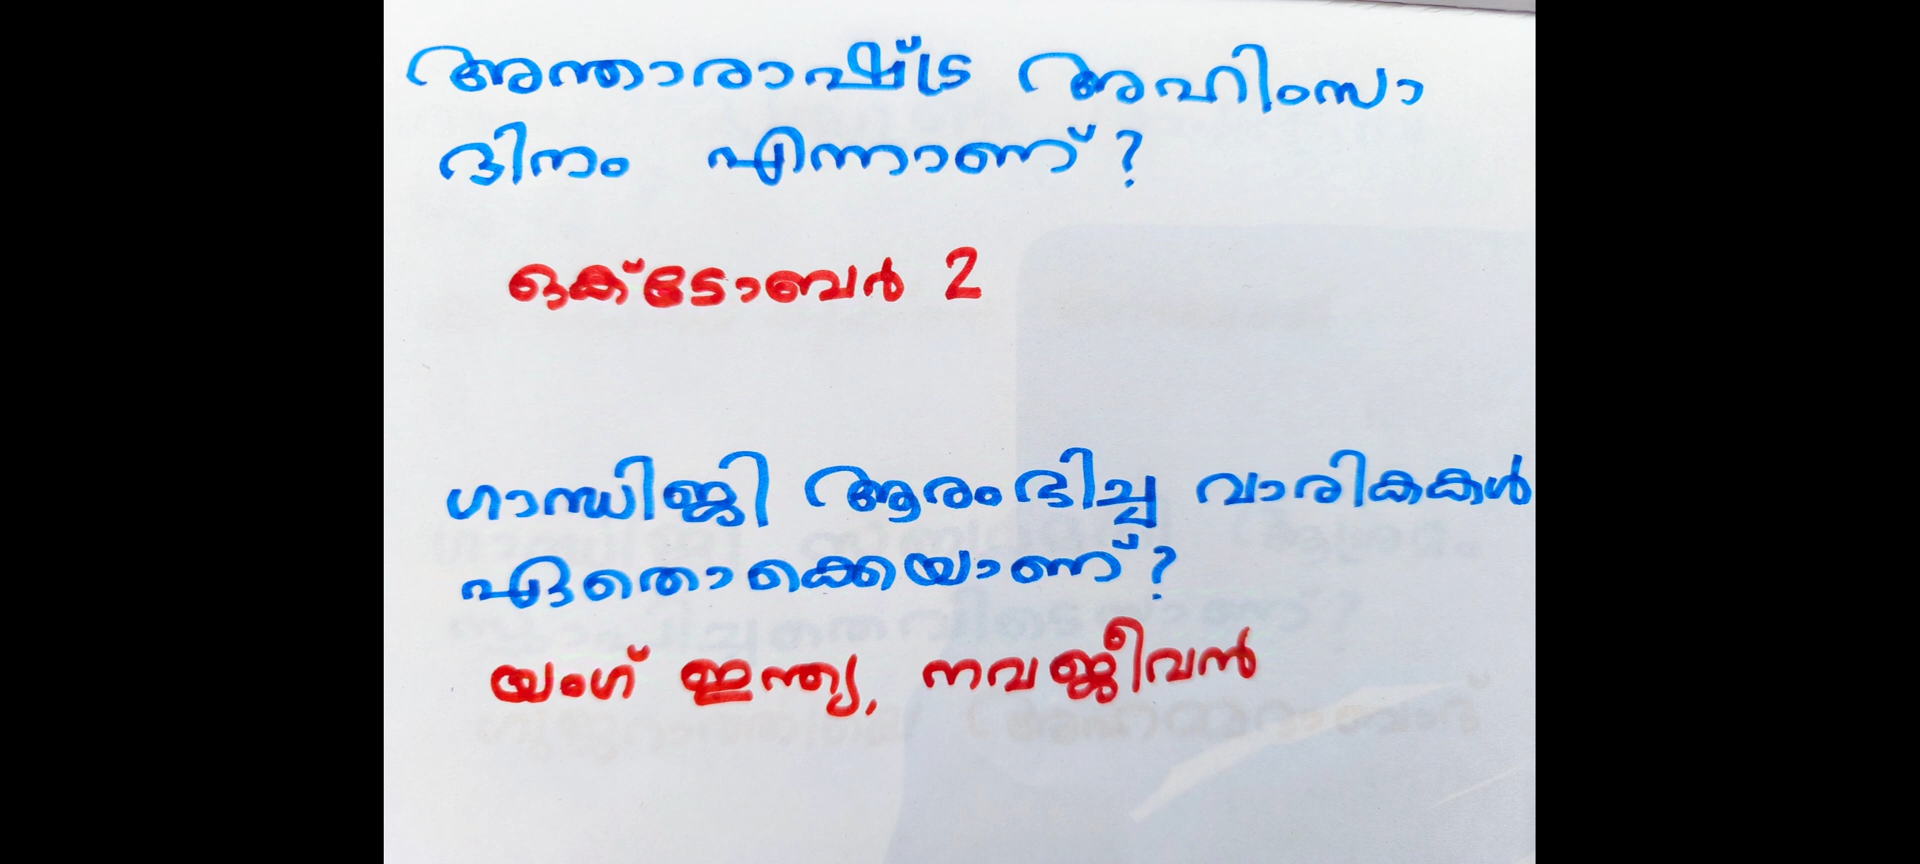 അന്താരാഷ്ട്ര അഹിംസാ
ദിനം എന്നാണ്?
ഒക്ടോബർ 2
ഗാന്ധിജി ആരംഭിച്ച വാരികകൾ
ഏതൊക്കെയാണ്?
യംഗ് ഇന്ത്യ, നവജീവൻ